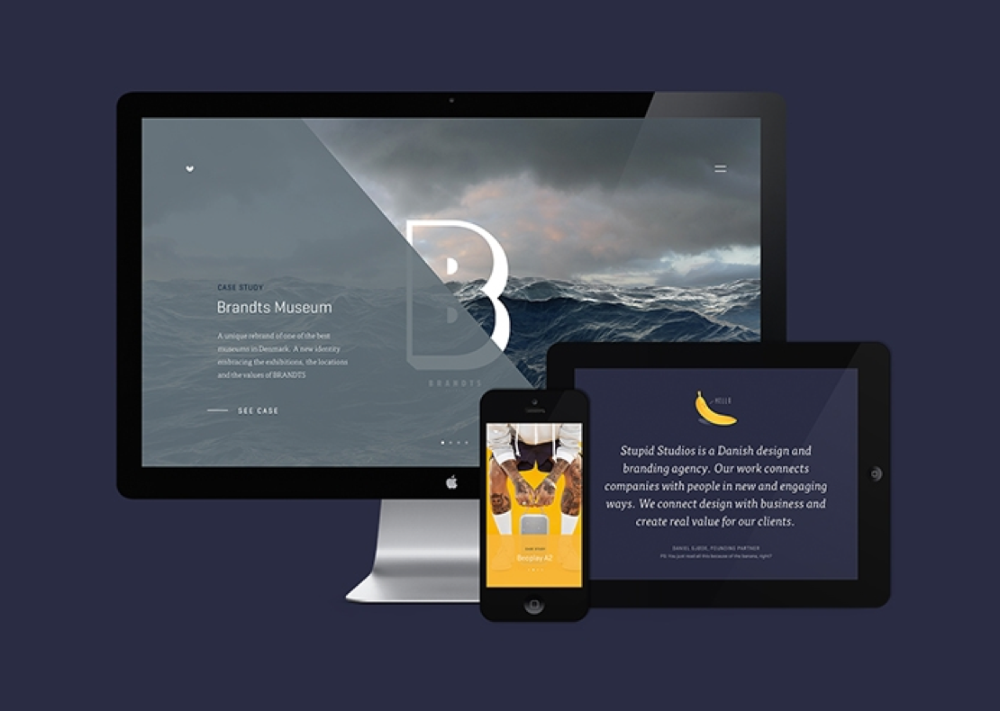 CASE STUDY
Brandts Museum
A unique rebrand of one of the best
museums in Denmark. A new identity
embracing the exhibitions, the locations
and the values of BRANDTS
SEE CASE
B
BRANDTS
HELLO
Stupid Studios is a Danish design and
branding agency. Our work connects
companies with people in new and engaging
ways. We connect design with business and
create real value for our clients.
DANIEL GJØDE, FOUNDING PARTNER
PS: You just read all this because of the banana, right?
CASE STUDY
Beoplay A2